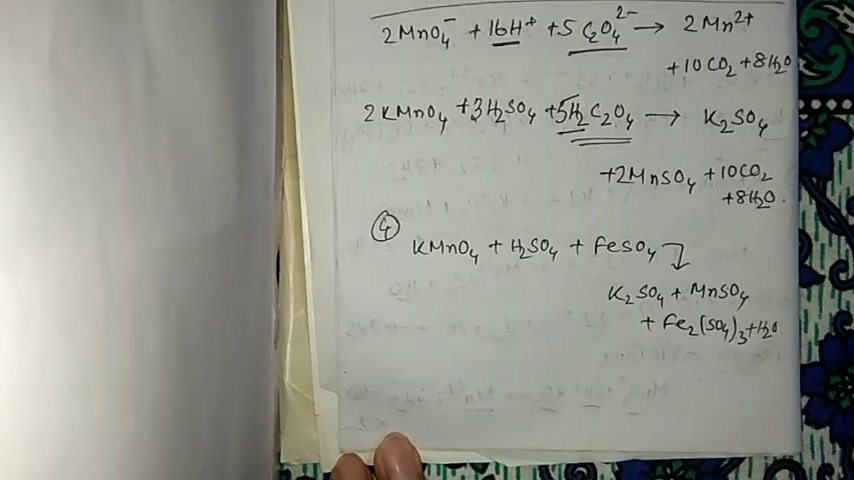 2MnO₄⁻ + 16H⁺ + 5C₂O₄²⁻ → 2Mn²⁺
+10CO₂ + 8H₂O
2KMnO₄ + 3H₂SO₄ + 5H₂C₂O₄ → K₂SO₄
+2MnSO₄ + 10CO₂
+8H₂O.
④
KMnO₄ + H₂SO₄ + FeSO₄ ↴
K₂SO₄ + MnSO₄
+ Fe₂(SO₄)₃ + H₂O